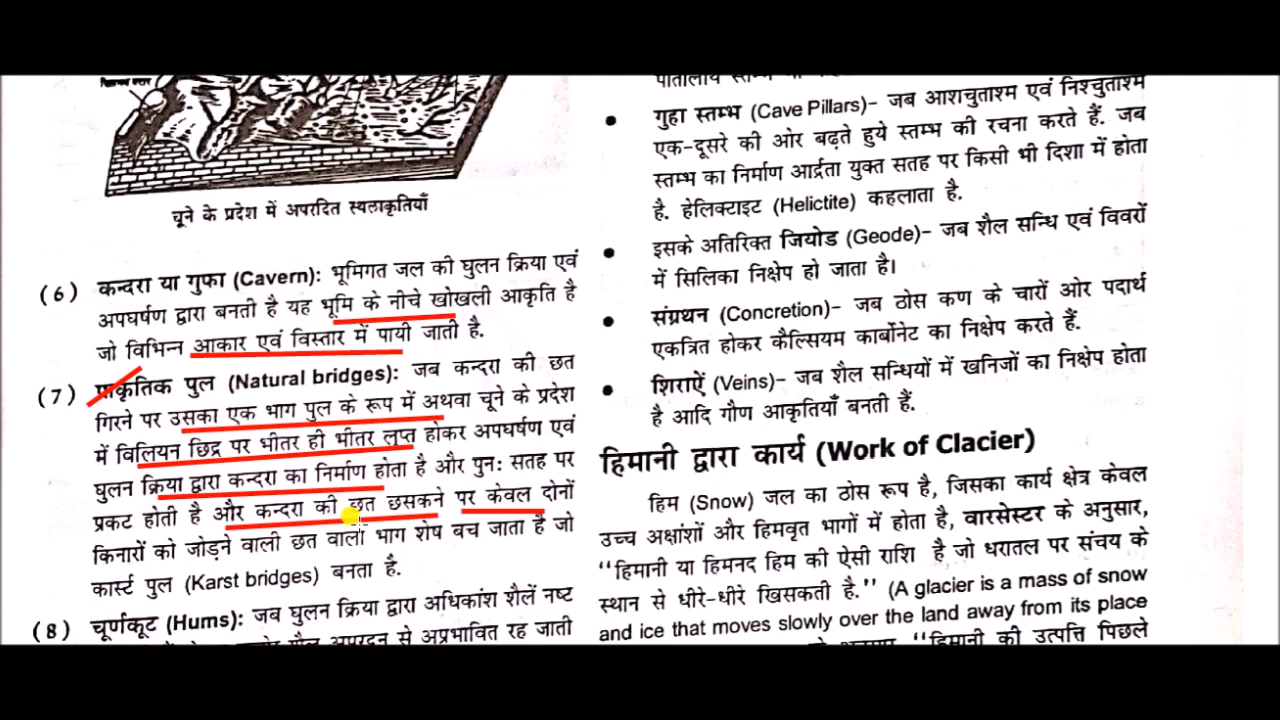 चूने के प्रदेश में अपरदित स्थलाकृतियाँ
(6) कन्दरा या गुफा (Cavern): भूमिगत जल की घुलन क्रिया एवं
अपघर्षण द्वारा बनती है यह भूमि के नीचे खोखली आकृति है
जो विभिन्न आकार एवं विस्तार में पायी जाती है.
(7) प्राकृतिक पुल (Natural bridges): जब कन्दरा की छत
गिरने पर उसका एक भाग पुल के रूप में अथवा चूने के प्रदेश
में विलियन छिद्र पर भीतर ही भीतर लुप्त होकर अपघर्षण एवं
घुलन क्रिया द्वारा कन्दरा का निर्माण होता है और पुनः सतह पर
प्रकट होती है और कन्दरा की छत छसकने पर केवल दोनों
किनारों को जोड़ने वाली छत वाला भाग शेष बच जाता है जो
कार्स्ट पुल (Karst bridges) बनता है.
(8) चूर्णकूट (Hums): जब घुलन क्रिया द्वारा अधिकांश शैलें नष्ट
अपरदन से अप्रभावित रह जाती
• गुहा स्तम्भ (Cave Pillars)- जब आशचुताश्म एवं निश्चुताश्म
एक-दूसरे की ओर बढ़ते हुये स्तम्भ की रचना करते हैं. जब
स्तम्भ का निर्माण आर्द्रता युक्त सतह पर किसी भी दिशा में होता
है. हेलिक्टाइट (Helictite) कहलाता है.
• इसके अतिरिक्त जियोड (Geode)- जब शैल सन्धि एवं विवरों
में सिलिका निक्षेप हो जाता है।
• संग्रथन (Concretion)- जब ठोस कण के चारों ओर पदार्थ
एकत्रित होकर कैल्सियम कार्बोनेट का निक्षेप करते हैं.
• शिराऐं (Veins)- जब शैल सन्धियों में खनिजों का निक्षेप होता
है आदि गौण आकृतियाँ बनती हैं.
हिमानी द्वारा कार्य (Work of Clacier)
हिम (Snow) जल का ठोस रूप है, जिसका कार्य क्षेत्र केवल
उच्च अक्षांशों और हिमवृत भागों में होता है, वारसेस्टर के अनुसार,
“हिमानी या हिमनद हिम की ऐसी राशि है जो धरातल पर संचय के
स्थान से धीरे-धीरे खिसकती है.” (A glacier is a mass of snow
and ice that moves slowly over the land away from its place
“हिमानी की उत्पत्ति पिछले